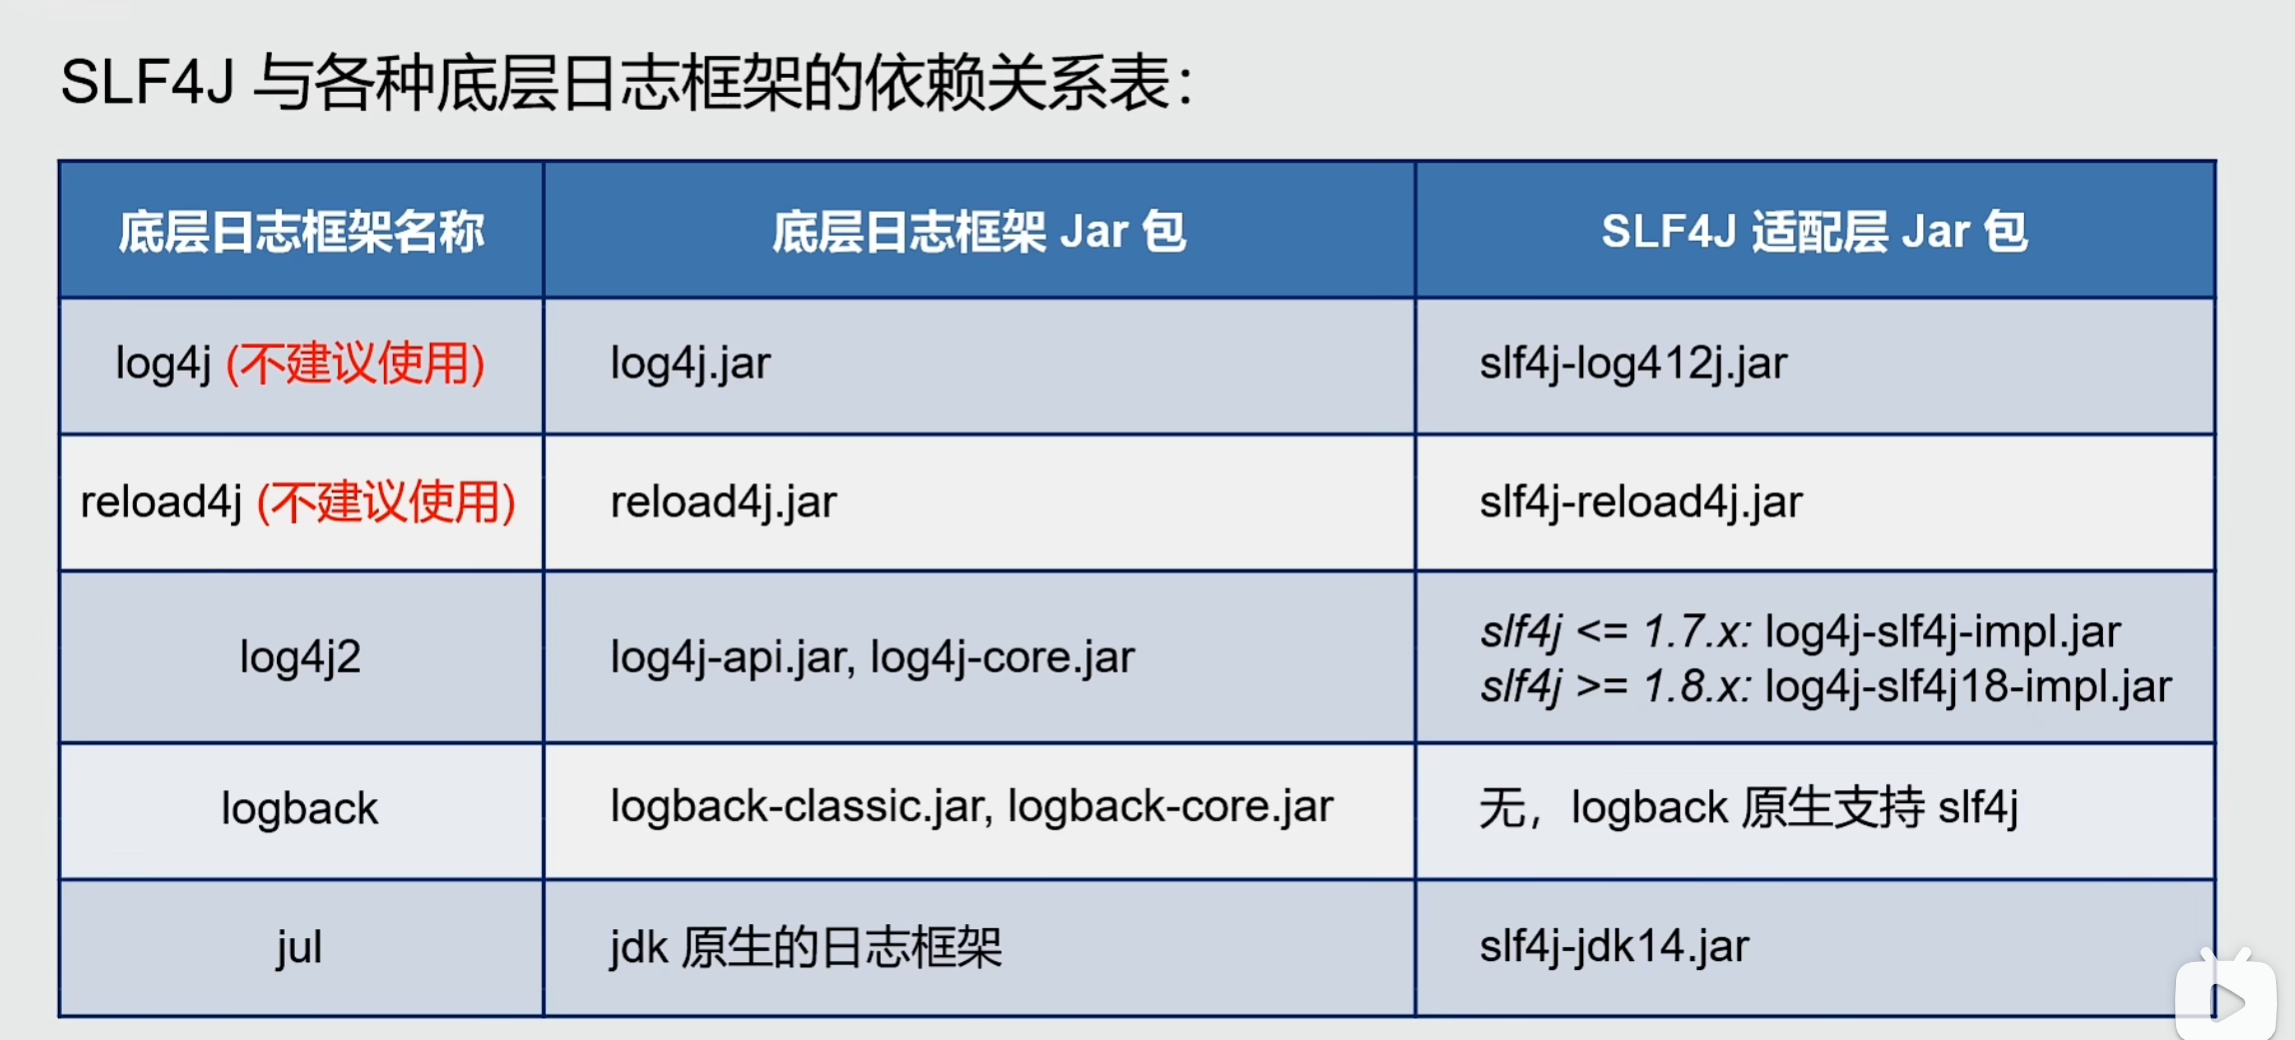 SLF4J 与各种底层日志框架的依赖关系表：
底层日志框架名称 底层日志框架 Jar 包 SLF4J 适配层 Jar 包
log4j (不建议使用) log4j.jar slf4j-log412j.jar
reload4j (不建议使用) reload4j.jar slf4j-reload4j.jar
log4j2 log4j-api.jar, log4j-core.jar slf4j <= 1.7.x: log4j-slf4j-impl.jar
slf4j >= 1.8.x: log4j-slf4j18-impl.jar
logback logback-classic.jar, logback-core.jar 无，logback 原生支持 slf4j
jul jdk 原生的日志框架 slf4j-jdk14.jar